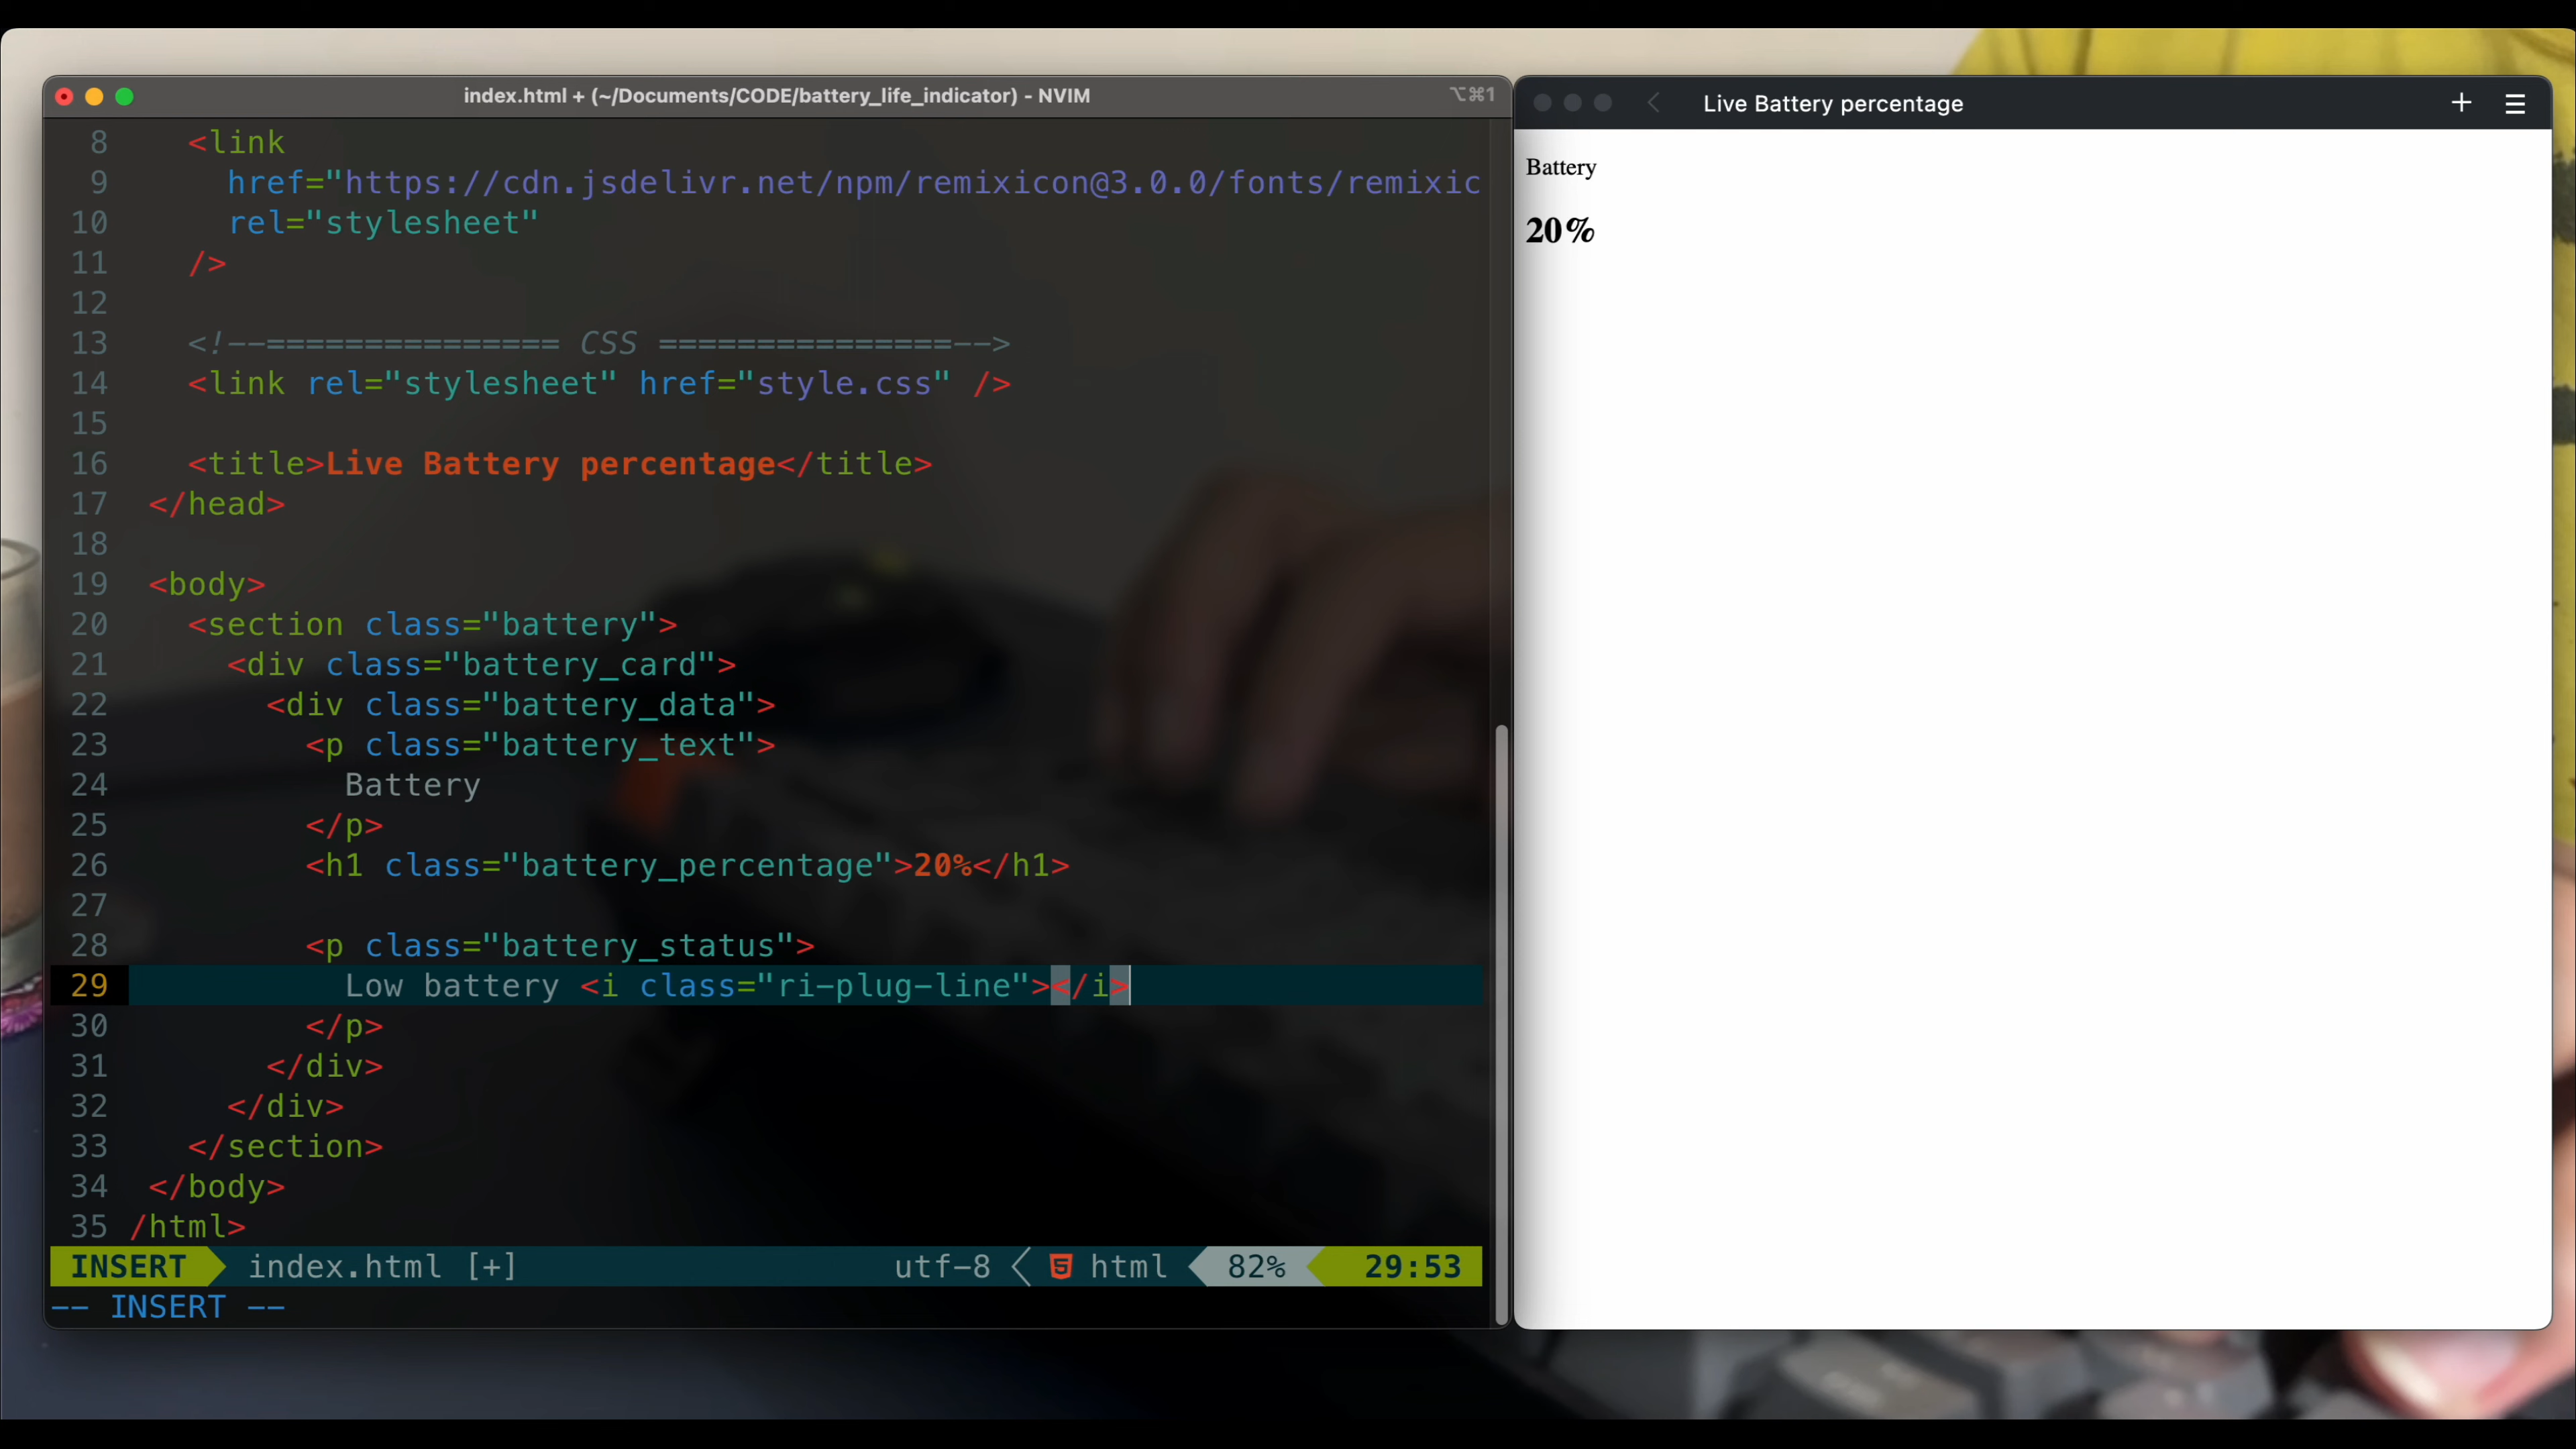 index.html + (~/Documents/CODE/battery_life_indicator) - NVIM
⌥⌘1
8 <link
9 href="https://cdn.jsdelivr.net/npm/remixicon@3.0.0/fonts/remixic
10 rel="stylesheet"
11 />
12
13 <!--=============== CSS ===============-->
14 <link rel="stylesheet" href="style.css" />
15
16 <title>Live Battery percentage</title>
17 </head>
18
19 <body>
20 <section class="battery">
21 <div class="battery_card">
22 <div class="battery_data">
23 <p class="battery_text">
24 Battery
25 </p>
26 <h1 class="battery_percentage">20%</h1>
27
28 <p class="battery_status">
29 Low battery <i class="ri-plug-line"></i>
30 </p>
31 </div>
32 </div>
33 </section>
34 </body>
35 /html>
INSERT index.html [+] utf-8 html 82% 29:53
-- INSERT --
Live Battery percentage
Battery
20%